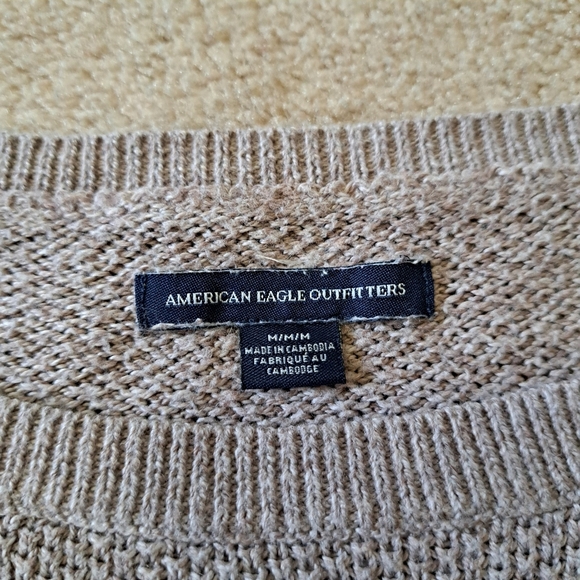 AMERICAN EAGLE OUTFITTERS
M/M/M
MADE IN CAMBODIA
FABRIQUÉ AU
CAMBODGE